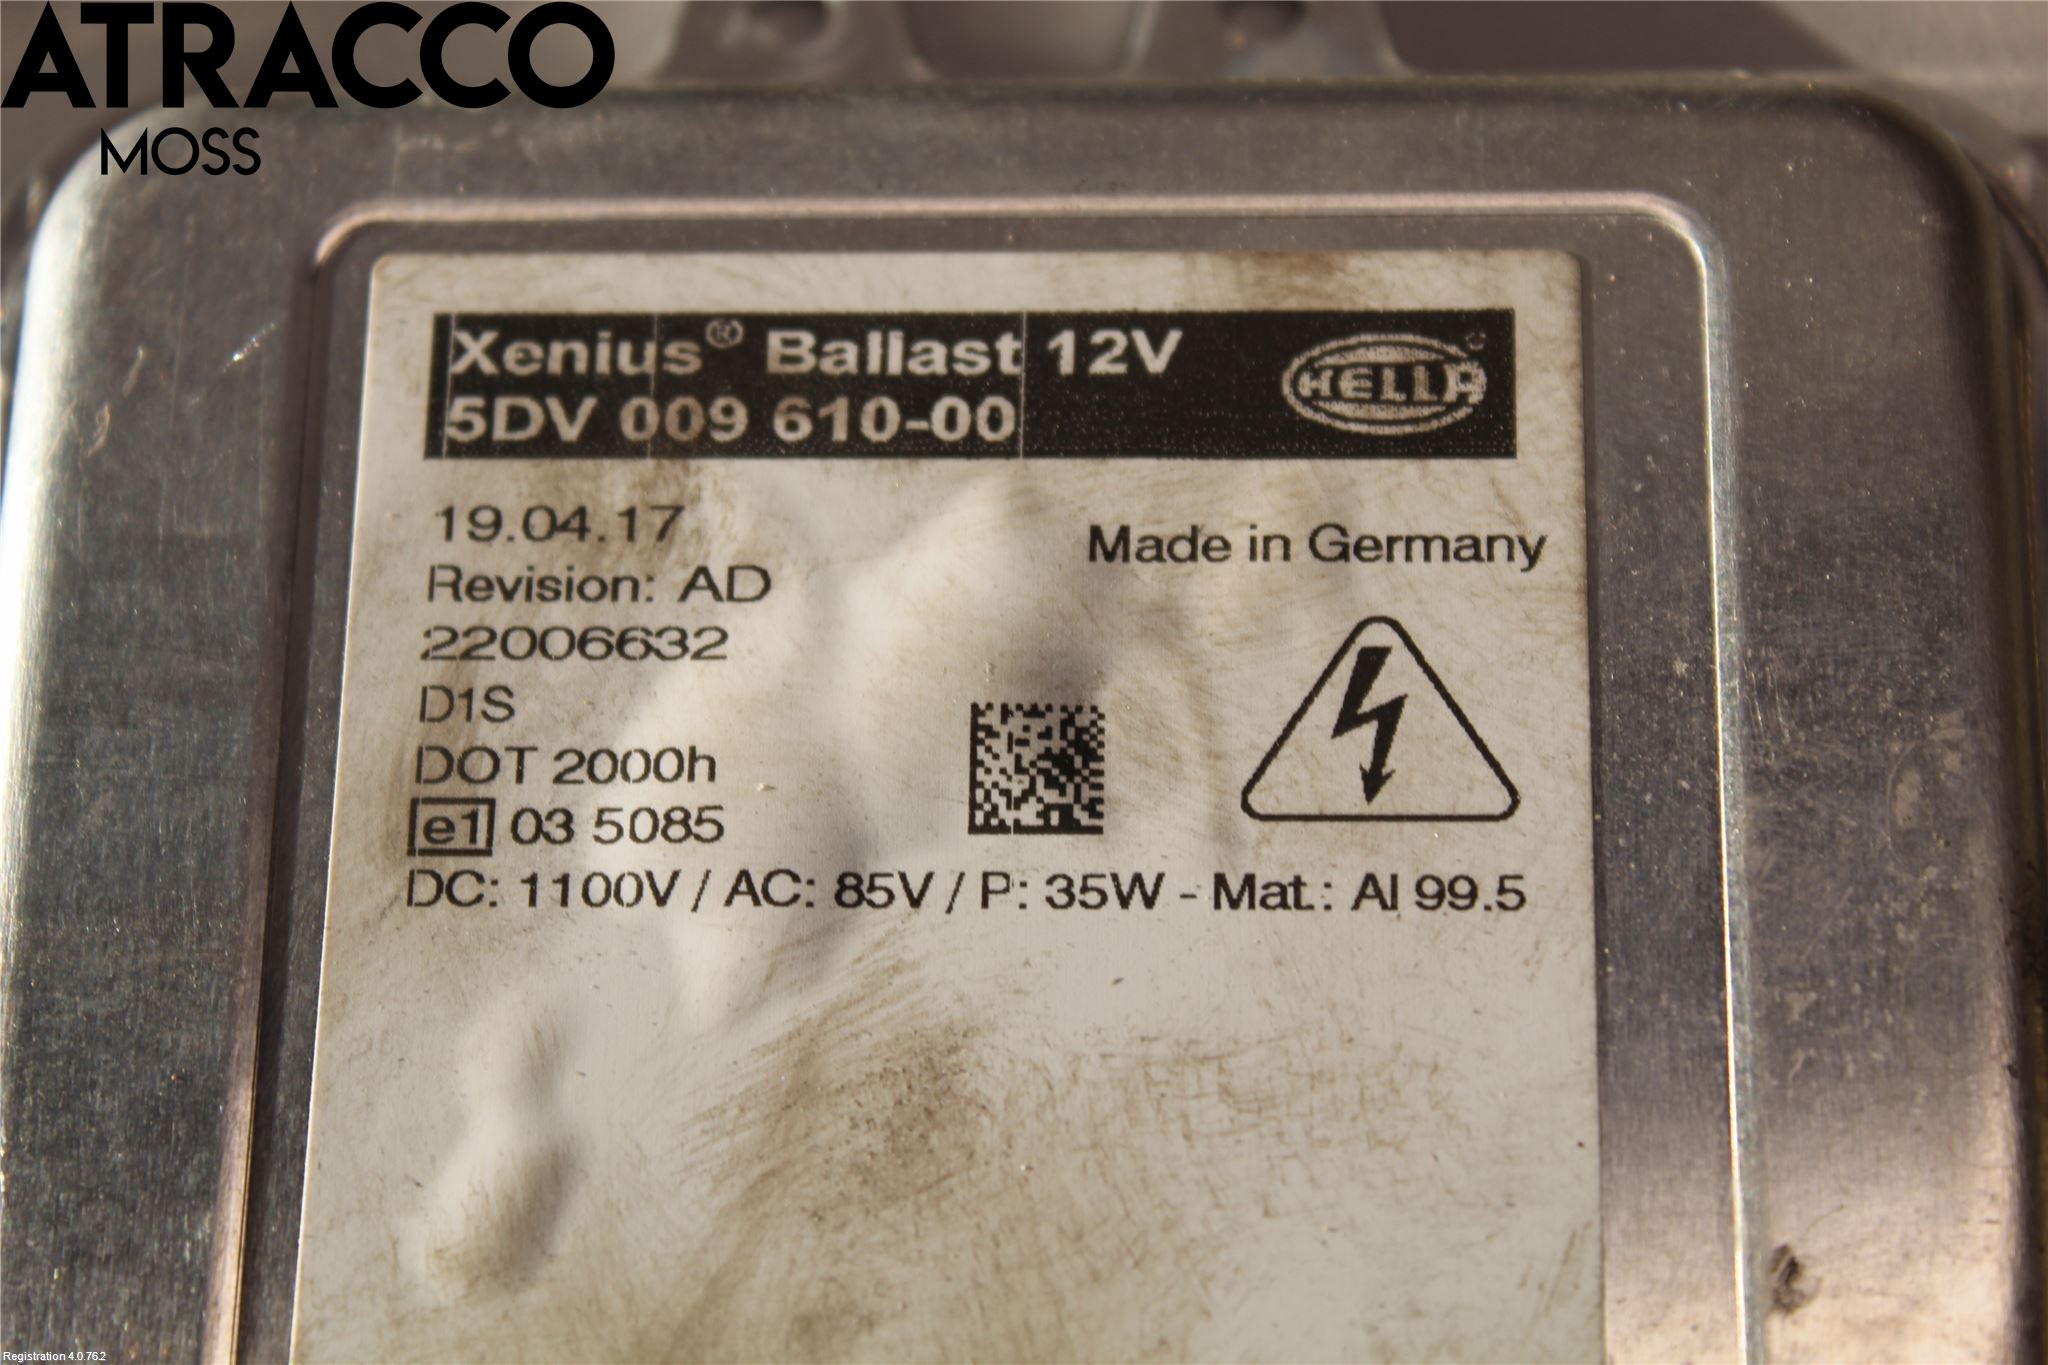 ATRACCO
MOSS
Xenius® Ballast 12V
5DV 009 610-00
HELLA
19.04.17
Made in Germany
Revision: AD
22006632
D1S
DOT 2000h
e1 03 5085
DC: 1100V / AC: 85V / P: 35W - Mat.: Al 99.5
Registration 4.0.762